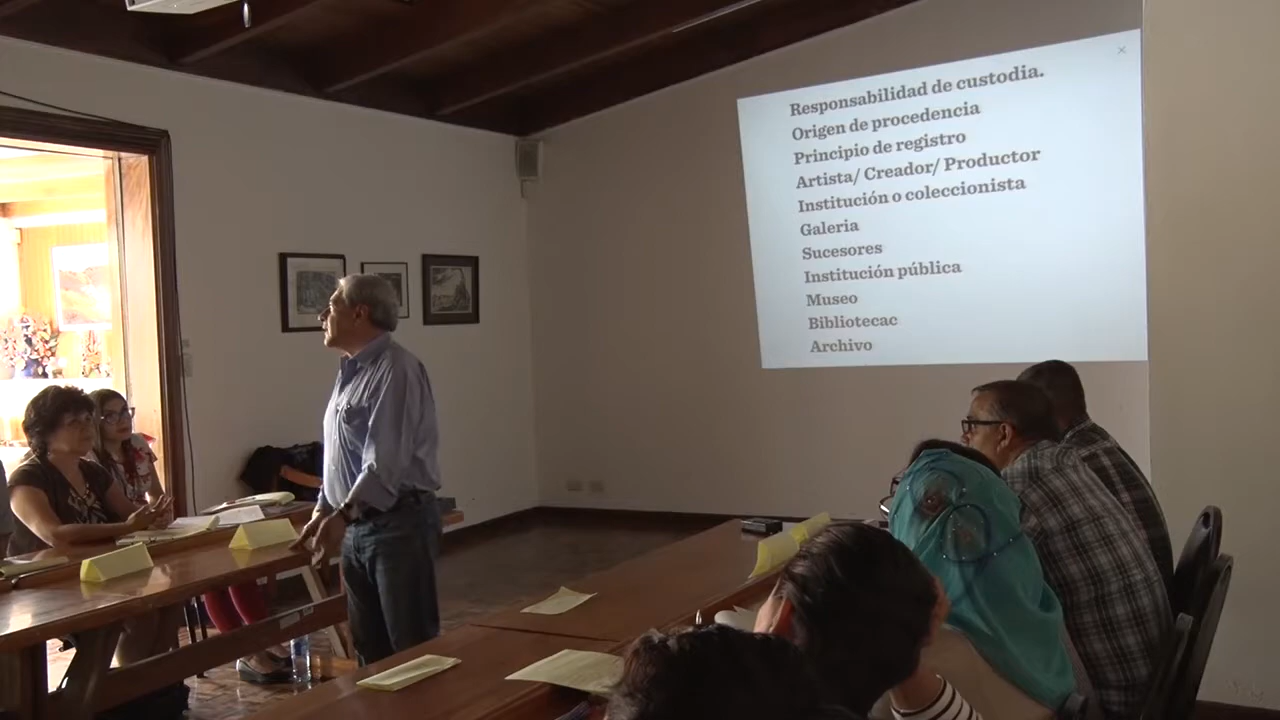 Responsabilidad de custodia.
Origen de procedencia
Principio de registro
Artista/ Creador/ Productor
Institución o coleccionista
Galeria
Sucesores
Institución pública
Museo
Bibliotecac
Archivo